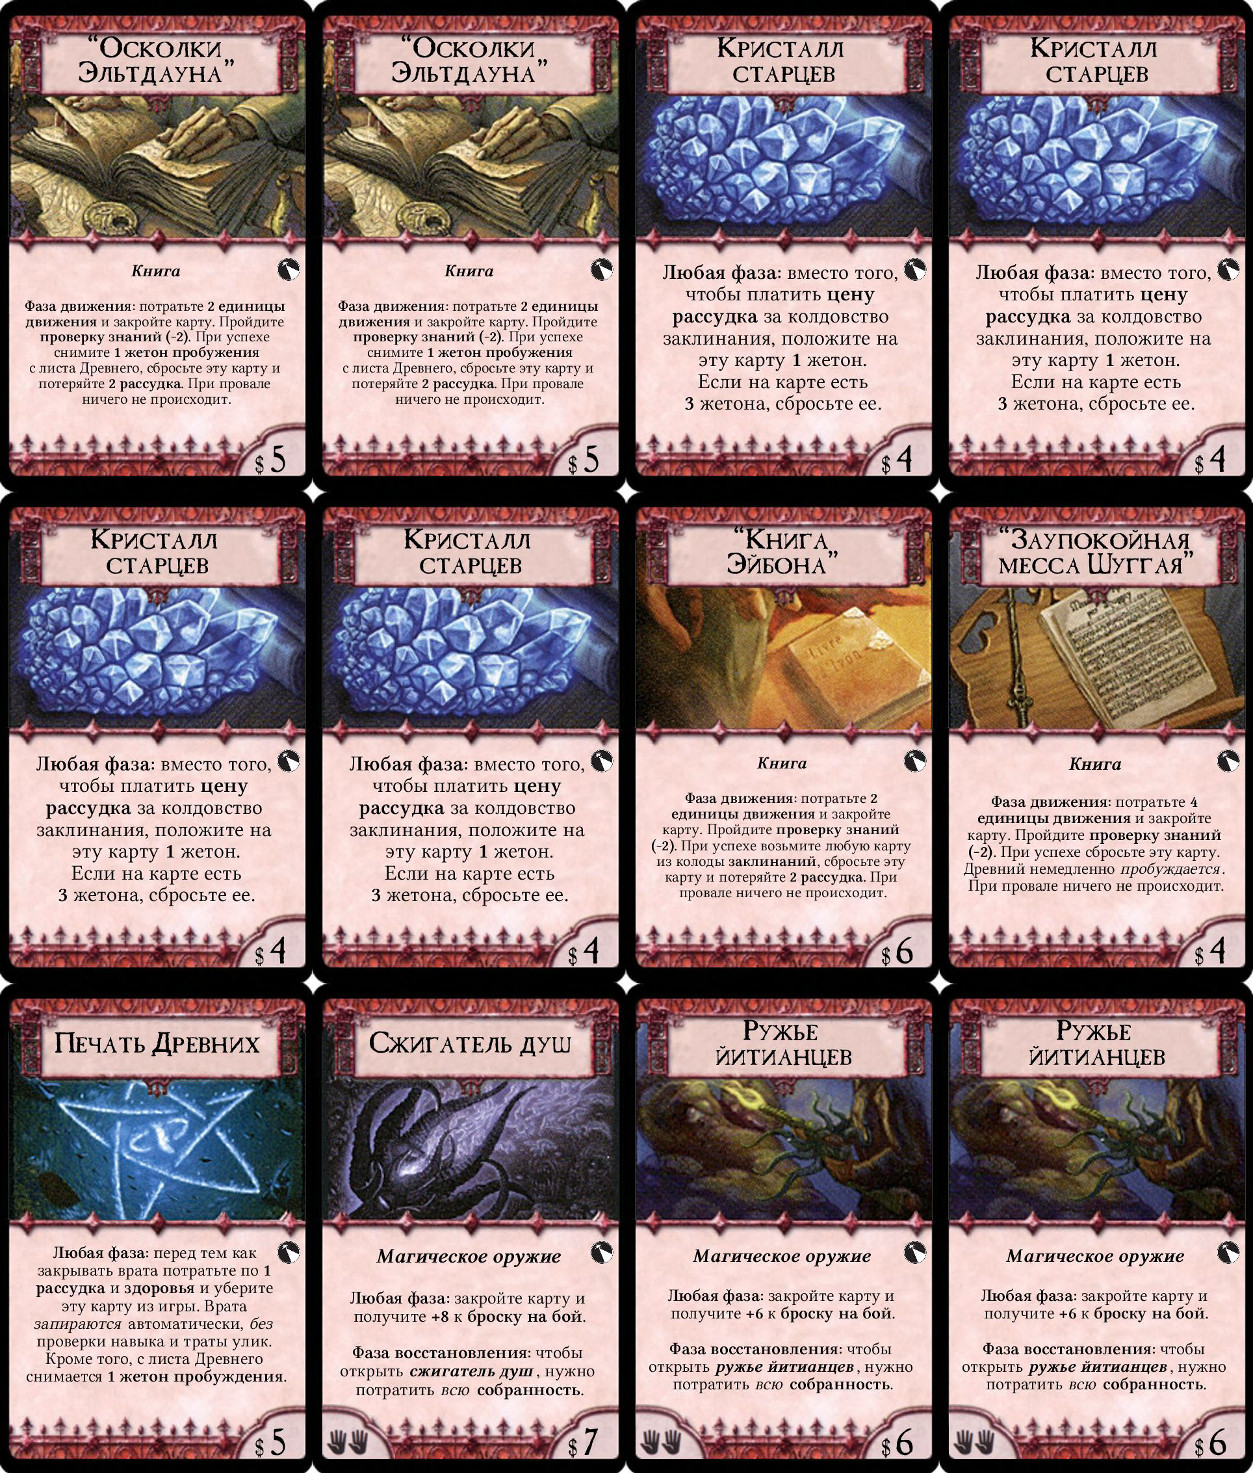 “Осколки
Эльтдауна”
Книга
Фаза движения: потратьте 2 единицы
движения и закройте карту. Пройдите
проверку знаний (-2). При успехе
снимите 1 жетон пробужения
с листа Древнего, сбросьте эту карту и
потеряйте 2 рассудка. При провале
ничего не происходит.
$5
“Осколки
Эльтдауна”
Книга
Фаза движения: потратьте 2 единицы
движения и закройте карту. Пройдите
проверку знаний (-2). При успехе
снимите 1 жетон пробужения
с листа Древнего, сбросьте эту карту и
потеряйте 2 рассудка. При провале
ничего не происходит.
$5
Кристалл
старцев
Любая фаза: вместо того,
чтобы платить цену
рассудка за колдовство
заклинания, положите на
эту карту 1 жетон.
Если на карте есть
3 жетона, сбросьте ее.
$4
Кристалл
старцев
Любая фаза: вместо того,
чтобы платить цену
рассудка за колдовство
заклинания, положите на
эту карту 1 жетон.
Если на карте есть
3 жетона, сбросьте ее.
$4
Кристалл
старцев
Любая фаза: вместо того,
чтобы платить цену
рассудка за колдовство
заклинания, положите на
эту карту 1 жетон.
Если на карте есть
3 жетона, сбросьте ее.
$4
Кристалл
старцев
Любая фаза: вместо того,
чтобы платить цену
рассудка за колдовство
заклинания, положите на
эту карту 1 жетон.
Если на карте есть
3 жетона, сбросьте ее.
$4
“Книга
Эйбона”
Livre
Книга
Фаза движения: потратьте 2
единицы движения и закройте
карту. Пройдите проверку знаний
(-2). При успехе возьмите любую карту
из колоды заклинаний, сбросьте эту
карту и потеряйте 2 рассудка. При
провале ничего не происходит.
$6
“Заупокойная
месса Шуггая”
Книга
Фаза движения: потратьте 4
единицы движения и закройте
карту. Пройдите проверку знаний
(-2). При успехе сбросьте эту карту.
Древний немедленно пробуждается.
При провале ничего не происходит.
$4
Печать Древних
Любая фаза: перед тем как
закрывать врата потратьте по 1
рассудка и здоровья и уберите
эту карту из игры. Врата
запираются автоматически, без
проверки навыка и траты улик.
Кроме того, с листа Древнего
снимается 1 жетон пробуждения.
$5
Сжигатель душ
Магическое оружие
Любая фаза: закройте карту и
получите +8 к броску на бой.
Фаза восстановления: чтобы
открыть сжигатель душ, нужно
потратить всю собранность.
$7
Ружье
йитианцев
Магическое оружие
Любая фаза: закройте карту и
получите +6 к броску на бой.
Фаза восстановления: чтобы
открыть ружье йитианцев, нужно
потратить всю собранность.
$6
Ружье
йитианцев
Магическое оружие
Любая фаза: закройте карту и
получите +6 к броску на бой.
Фаза восстановления: чтобы
открыть ружье йитианцев, нужно
потратить всю собранность.
$6